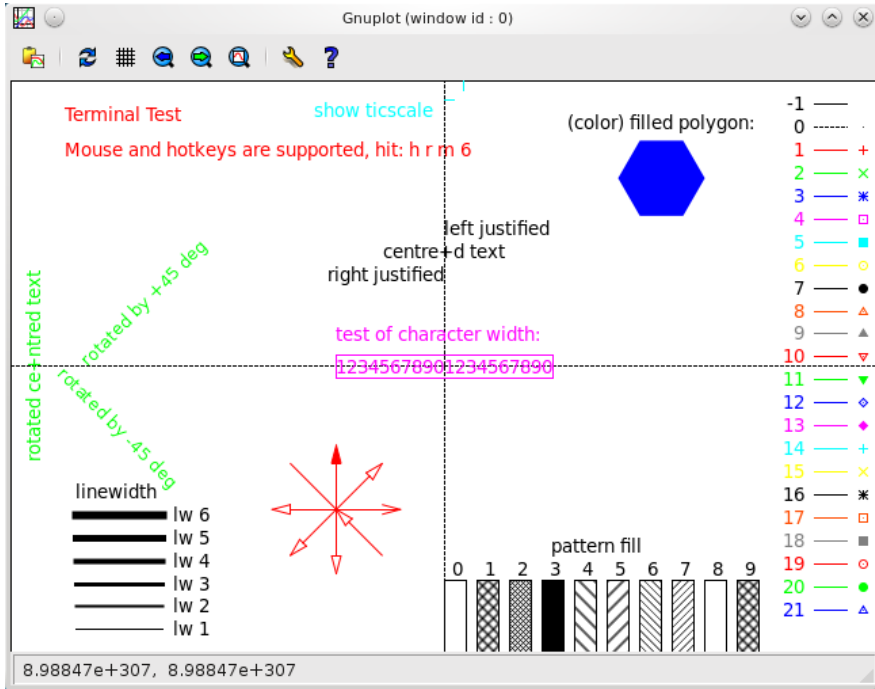 Gnuplot (window id : 0)
Terminal Test
show ticscale
Mouse and hotkeys are supported, hit: h r m 6
(color) filled polygon:
left justified
centre+d text
right justified
rotated ce+ntred text
rotated by +45 deg
rotated by -45 deg
test of character width:
12345678901234567890
linewidth
lw 6
lw 5
lw 4
lw 3
lw 2
lw 1
pattern fill
0 1 2 3 4 5 6 7 8 9
-1
0
1
2
3
4
5
6
7
8
9
10
11
12
13
14
15
16
17
18
19
20
21
8.98847e+307, 8.98847e+307